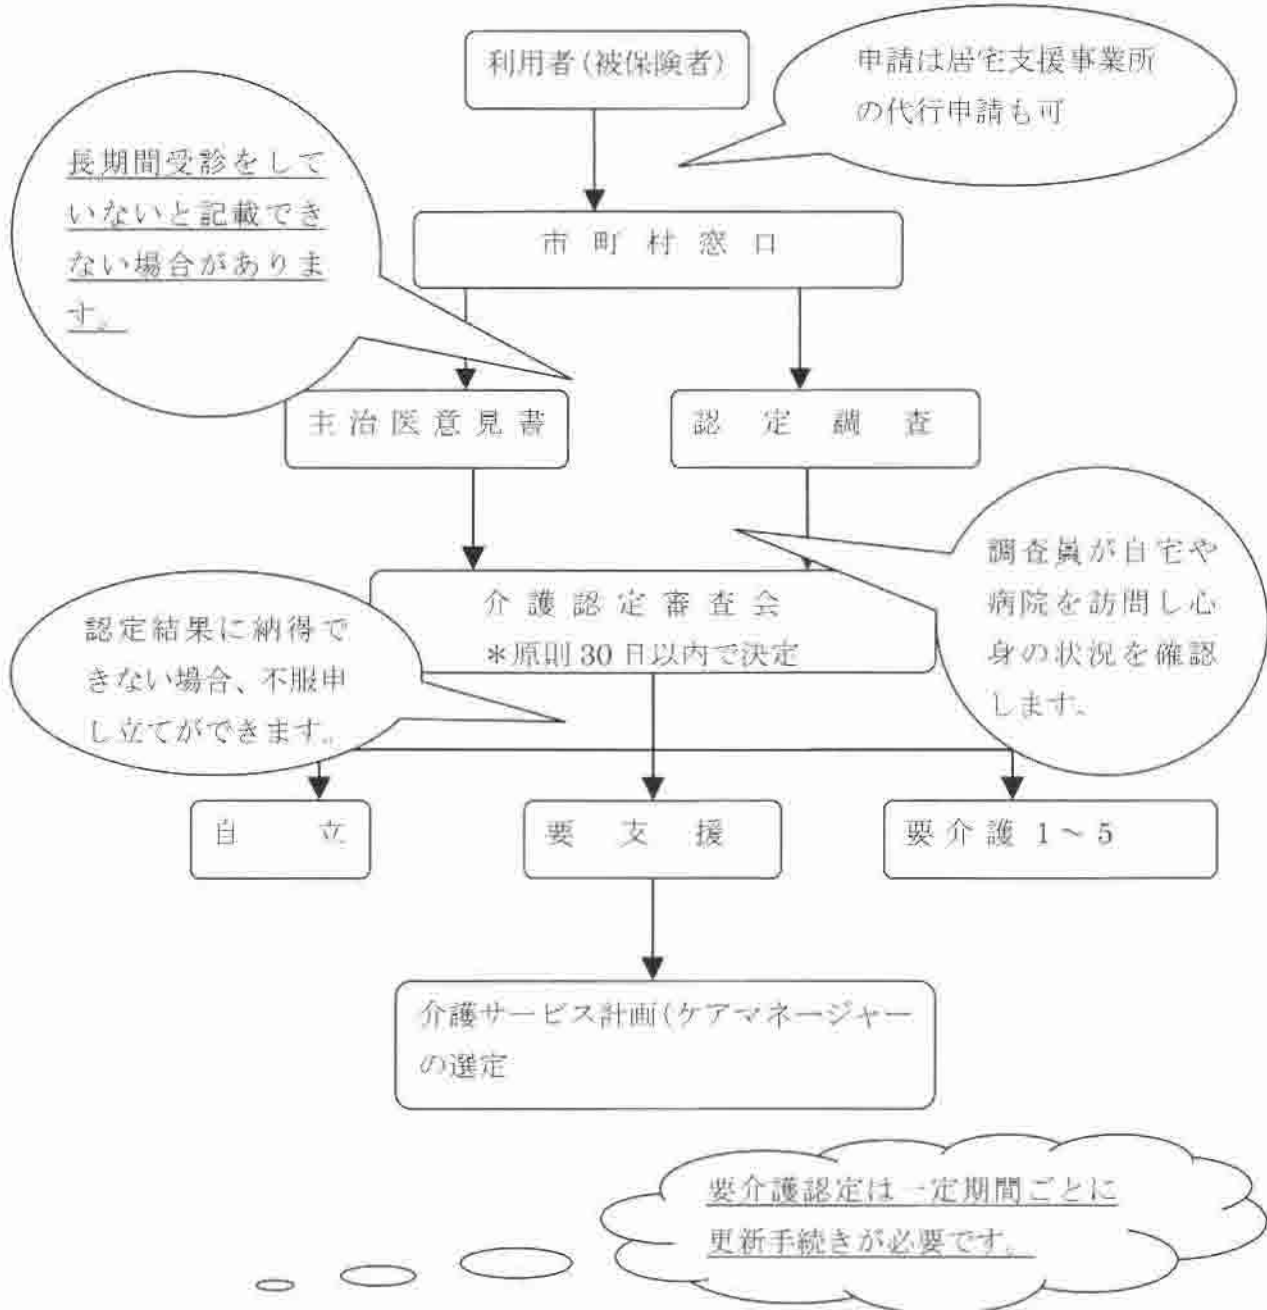 利用者(被保険者)
申請は居宅支援事業所
の代行申請も可
長期間受診をして
いないと記載でき
ない場合がありま
す。
市町村窓口
主治医意見書
認定調査
調査員が自宅や
病院を訪問し心
身の状況を確認
します。
介護認定審査会
*原則30日以内で決定
認定結果に納得で
きない場合、不服申
し立てができます。
自立
要支援
要介護1~5
介護サービス計画(ケアマネージャー
の選定
要介護認定は一定期間ごとに
更新手続きが必要です。